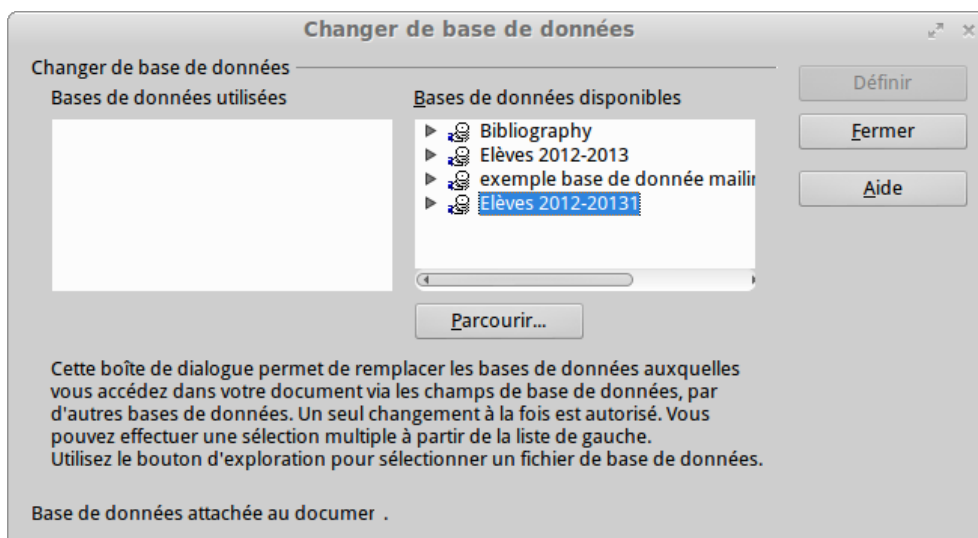 Changer de base de données
Changer de base de données
Bases de données utilisées
Bases de données disponibles
Bibliography
Elèves 2012-2013
exemple base de donnée mailin
Elèves 2012-20131
Parcourir...
Définir
Fermer
Aide
Cette boîte de dialogue permet de remplacer les bases de données auxquelles
vous accédez dans votre document via les champs de base de données, par
d'autres bases de données. Un seul changement à la fois est autorisé. Vous
pouvez effectuer une sélection multiple à partir de la liste de gauche.
Utilisez le bouton d'exploration pour sélectionner un fichier de base de données.
Base de données attachée au documer .